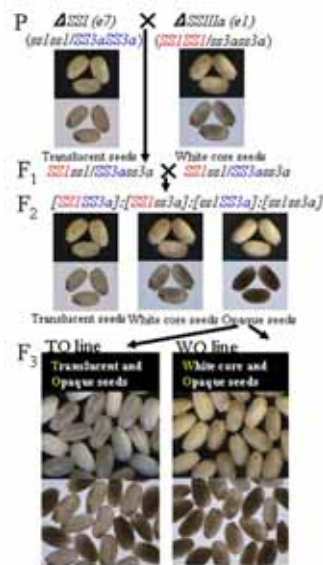 P ΔSSI (e7) ✕ ΔSSIIIa (e1)
(ss1ss1/SS3aSS3a) (SS1SS1/ss3ass3a)
Translucent seeds White core seeds
F1 SS1ss1/SS3ass3a ✕ SS1ss1/SS3ass3a
F2 [SS1SS3a]:[SS1ss3a]:[ss1SS3a]:[ss1ss3a]
Translucent seeds White core seeds Opaque seeds
F3 TO line WO line
Translucent and Opaque seeds
White core and Opaque seeds